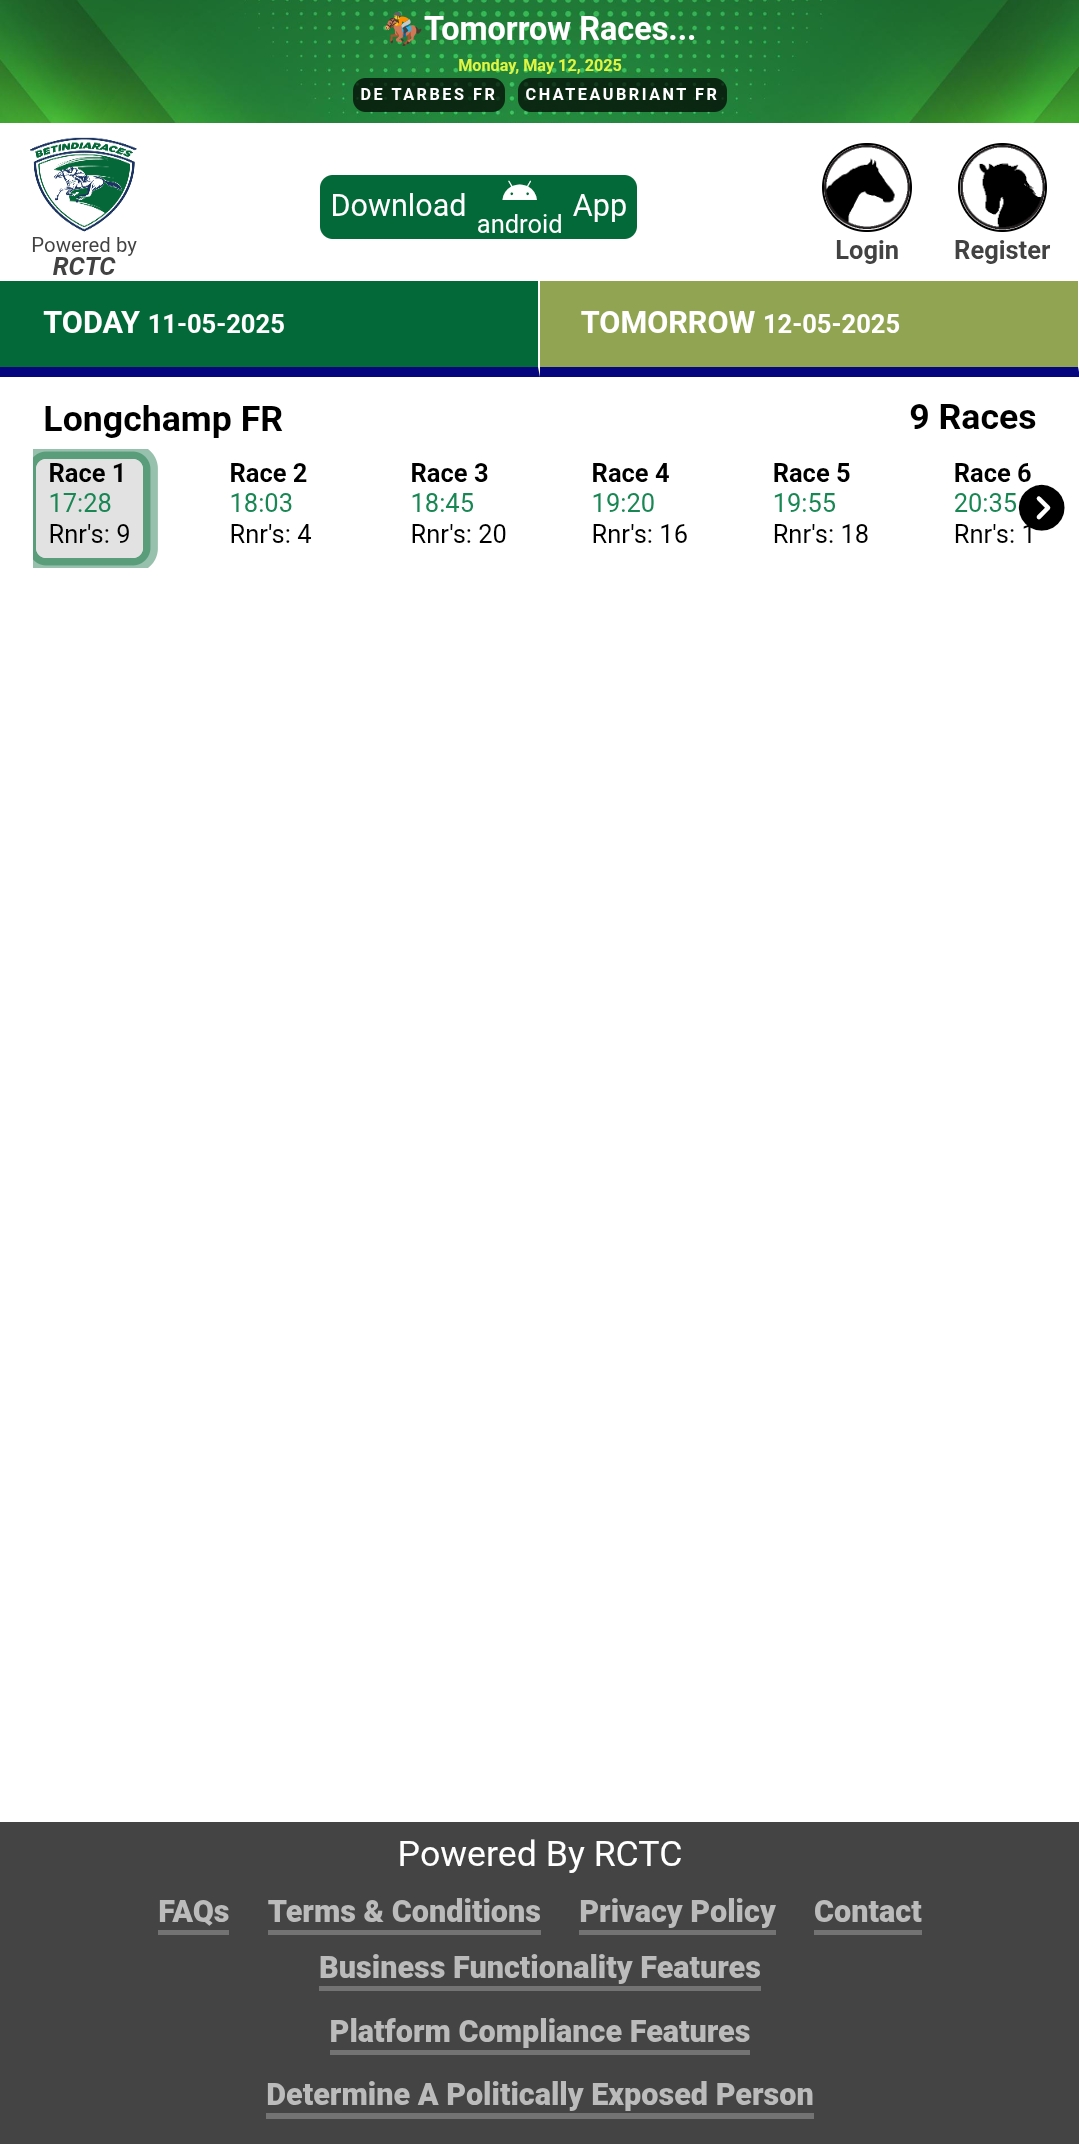 Tomorrow Races...
Monday, May 12, 2025
DE TARBES FR CHATEAUBRIANT FR
BETINDIARACES
Powered by
RCTC
Download android App
Login Register
TODAY 11-05-2025 TOMORROW 12-05-2025
Longchamp FR 9 Races
Race 1 Race 2 Race 3 Race 4 Race 5 Race 6
17:28 18:03 18:45 19:20 19:55 20:35
Rnr's: 9 Rnr's: 4 Rnr's: 20 Rnr's: 16 Rnr's: 18 Rnr's: 1
Powered By RCTC
FAQs Terms & Conditions Privacy Policy Contact
Business Functionality Features
Platform Compliance Features
Determine A Politically Exposed Person